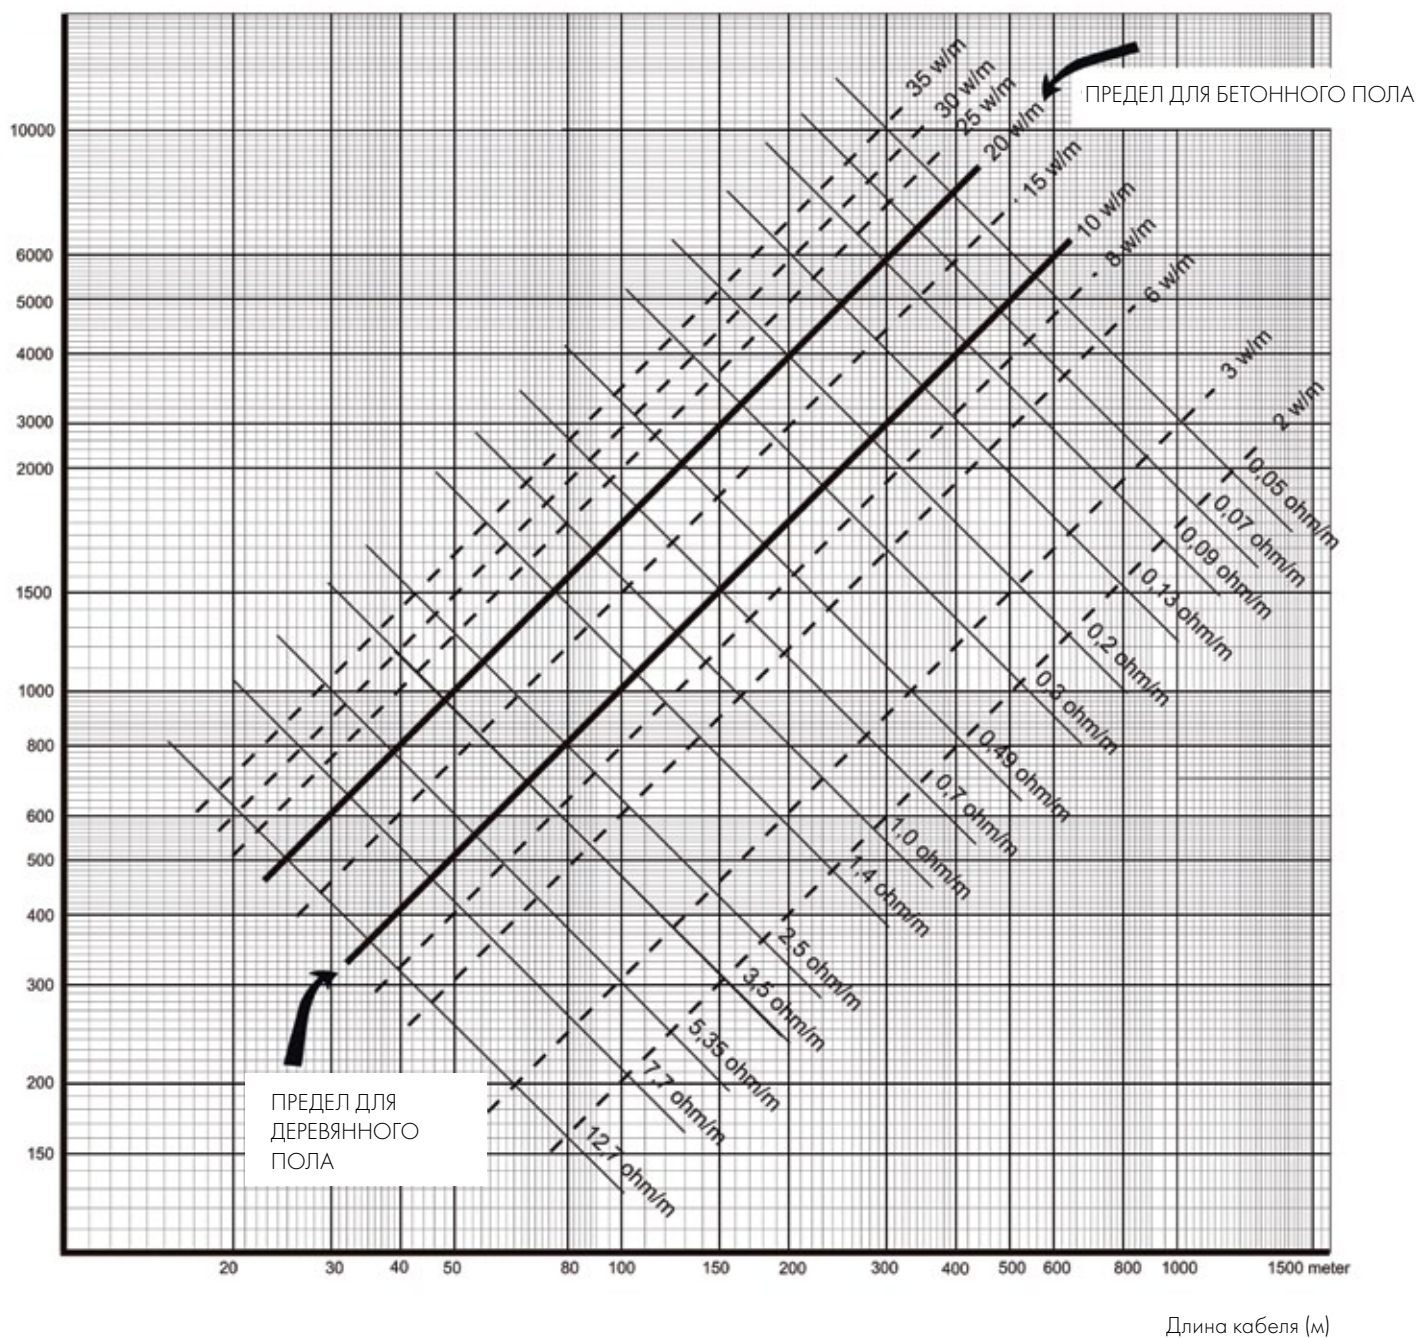 35 w/m
30 w/m
25 w/m
20 w/m
15 w/m
10 w/m
8 w/m
6 w/m
3 w/m
2 w/m
ПРЕДЕЛ ДЛЯ БЕТОННОГО ПОЛА
10000
6000
5000
4000
3000
2000
1500
1000
800
600
500
400
300
200
150
0,05 ohm/m
0,07 ohm/m
0,09 ohm/m
0,13 ohm/m
0,2 ohm/m
0,3 ohm/m
0,49 ohm/m
0,7 ohm/m
1,0 ohm/m
1,4 ohm/m
2,5 ohm/m
3,5 ohm/m
5,35 ohm/m
7,7 ohm/m
12,7 ohm/m
ПРЕДЕЛ ДЛЯ
ДЕРЕВЯННОГО
ПОЛА
20 30 40 50 80 100 150 200 300 400 500 600 800 1000 1500 meter
Длина кабеля (м)